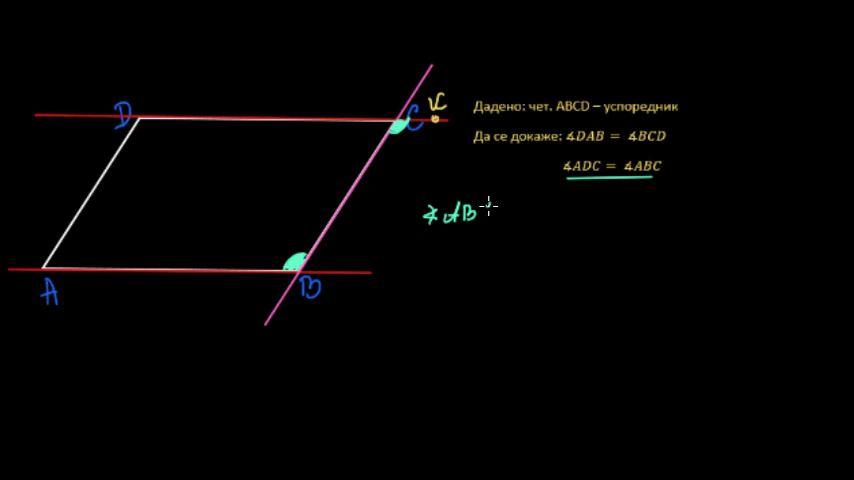 D
C
K
A
B
Дадено: чет. ABCD – успоредник
Да се докаже: ∡DAB = ∡BCD
∡ADC = ∡ABC
∡AB